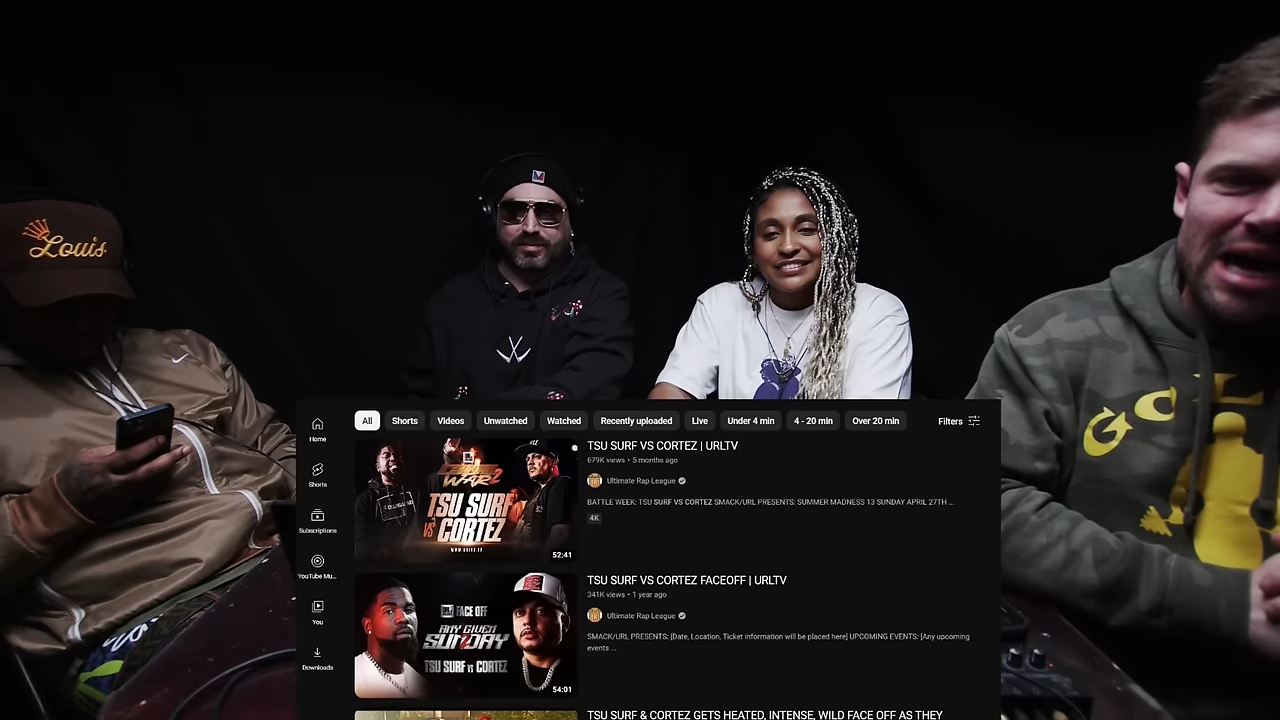 Louis
GOLF
All
Shorts
Videos
Unwatched
Watched
Recently uploaded
Live
Under 4 min
4 - 20 min
Over 20 min
Filters
Home
Shorts
Subscriptions
YouTube Mu...
You
Downloads
WAR 2
TSU SURF
VS CORTEZ
52:41
TSU SURF VS CORTEZ | URLTV
679K views • 5 months ago
Ultimate Rap League
BATTLE WEEK: TSU SURF VS CORTEZ SMACK/URL PRESENTS: SUMMER MADNESS 13 SUNDAY APRIL 27TH ...
4K
FACE OFF
ANY GIVEN
SUNDAY
TSU SURF VS CORTEZ
54:01
TSU SURF VS CORTEZ FACEOFF | URLTV
341K views • 1 year ago
Ultimate Rap League
SMACK/URL PRESENTS: [Date, Location, Ticket information will be placed here] UPCOMING EVENTS: [Any upcoming
events ...
TSU SURF & CORTEZ GETS HEATED, INTENSE, WILD FACE OFF AS THEY